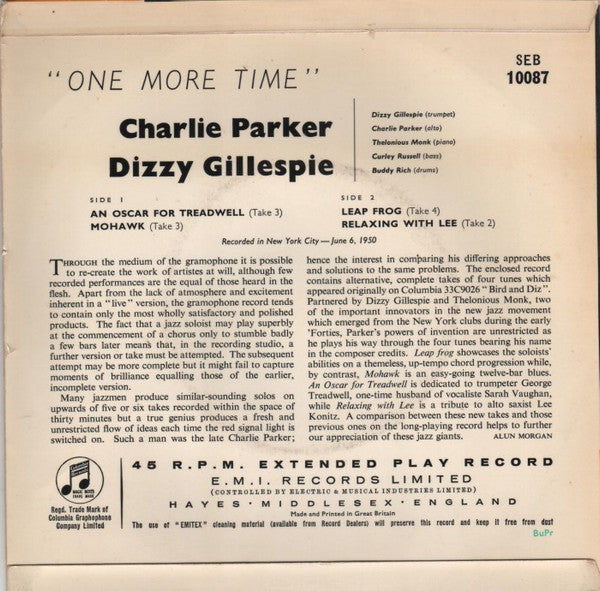 "ONE MORE TIME"
SEB
10087
Charlie Parker
Dizzy Gillespie
Dizzy Gillespie (trumpet)
Charlie Parker (alto)
Thelonious Monk (piano)
Curley Russell (bass)
Buddy Rich (drums)
SIDE 1
AN OSCAR FOR TREADWELL (Take 3)
MOHAWK (Take 3)
SIDE 2
LEAP FROG (Take 4)
RELAXING WITH LEE (Take 2)
Recorded in New York City—June 6, 1950
THROUGH the medium of the gramophone it is possible
to re-create the work of artists at will, although few
recorded performances are the equal of those heard in the
flesh. Apart from the lack of atmosphere and excitement
inherent in a "live" version, the gramophone record tends
to contain only the most wholly satisfactory and polished
products. The fact that a jazz soloist may play superbly
at the commencement of a chorus only to stumble badly
a few bars later means that, in the recording studio, a
further version or take must be attempted. The subsequent
attempt may be more complete but it might fail to capture
moments of brilliance equalling those of the earlier,
incomplete version.
Many jazzmen produce similar-sounding solos on
upwards of five or six takes recorded within the space of
thirty minutes but a true genius produces a fresh and
unrestricted flow of ideas each time the red signal light is
switched on. Such a man was the late Charlie Parker;
hence the interest in comparing his differing approaches
and solutions to the same problems. The enclosed record
contains alternative, complete takes of four tunes which
appeared originally on Columbia 33C9026 "Bird and Diz".
Partnered by Dizzy Gillespie and Thelonious Monk, two
of the important innovators in the new jazz movement
which emerged from the New York clubs during the early
'Forties, Parker's powers of invention are unrestricted as
he plays his way through the four tunes bearing his name
in the composer credits. Leap frog showcases the soloists'
abilities on a themeless, up-tempo chord progression while,
by contrast, Mohawk is an easy-going twelve-bar blues.
An Oscar for Treadwell is dedicated to trumpeter George
Treadwell, one-time husband of vocaliste Sarah Vaughan,
while Relaxing with Lee is a tribute to alto saxist Lee
Konitz. A comparison between these new takes and those
previous ones on the long-playing record helps to further
our appreciation of these jazz giants. ALUN MORGAN
MAGIC NOTES
TRADE MARK
Regd. Trade Mark of
Columbia Graphophone
Company Limited
45 R.P.M. EXTENDED PLAY RECORD
E.M.I. RECORDS LIMITED
(CONTROLLED BY ELECTRIC & MUSICAL INDUSTRIES LIMITED)
HAYES · MIDDLESEX · ENGLAND
Made and Printed in Great Britain
The use of "EMITEX" cleaning material (available from Record Dealers) will preserve this record and keep it free from dust
BuPr